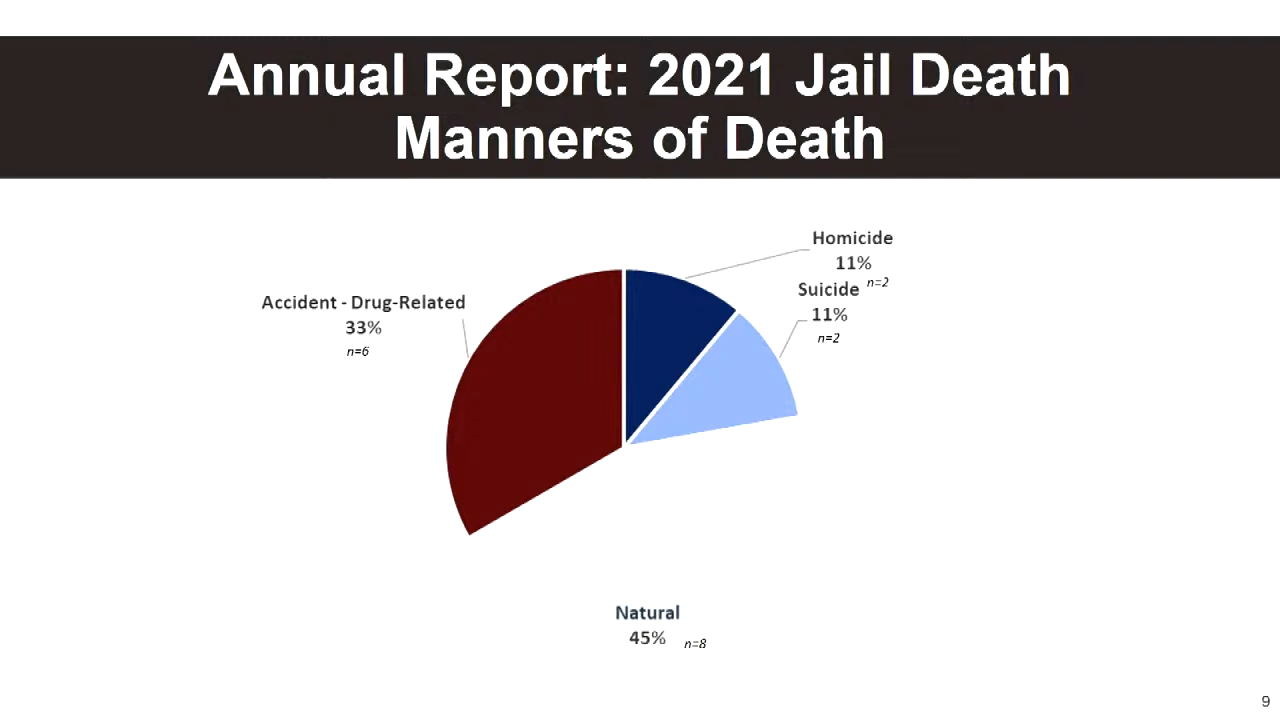 Annual Report: 2021 Jail Death
Manners of Death
Homicide
11%
n=2
Suicide
11%
n=2
Accident - Drug-Related
33%
n=6
Natural
45%
n=8
9